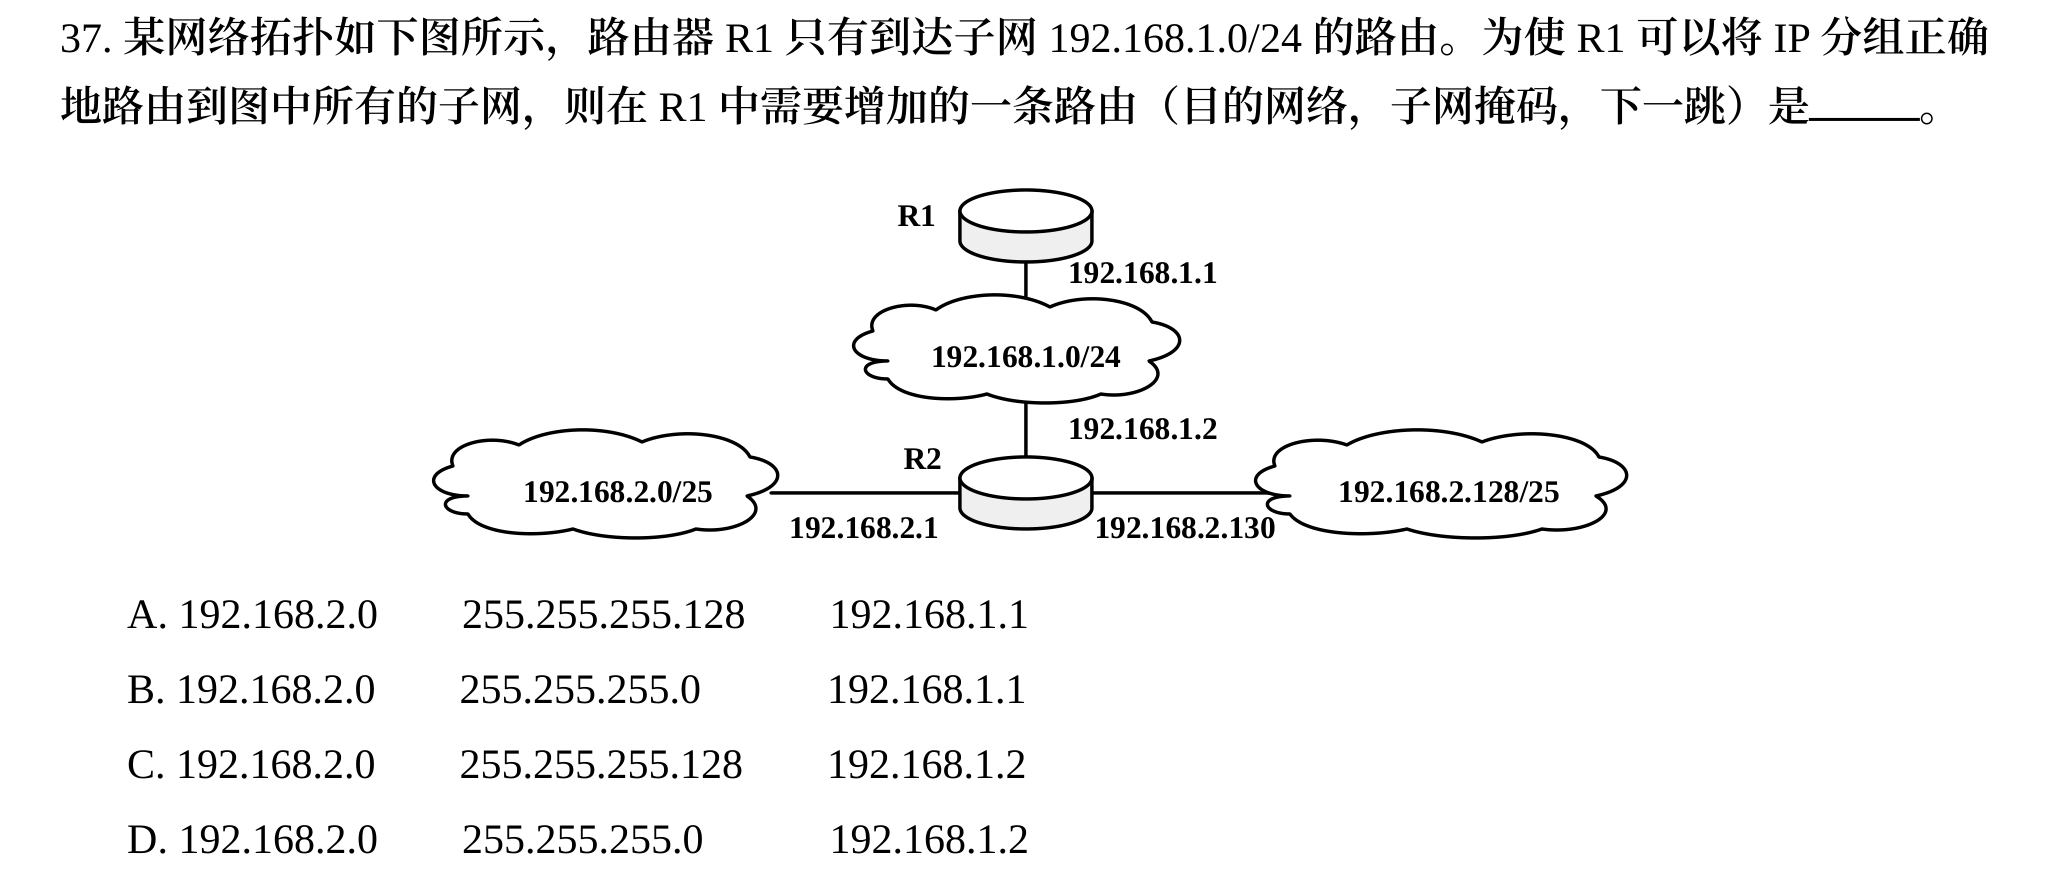 37. 某网络拓扑如下图所示，路由器 R1 只有到达子网 192.168.1.0/24 的路由。为使 R1 可以将 IP 分组正确
地路由到图中所有的子网，则在 R1 中需要增加的一条路由（目的网络，子网掩码，下一跳）是_____。
R1
192.168.1.1
192.168.1.0/24
192.168.1.2
R2
192.168.2.0/25
192.168.2.128/25
192.168.2.1
192.168.2.130
A. 192.168.2.0 255.255.255.128 192.168.1.1
B. 192.168.2.0 255.255.255.0 192.168.1.1
C. 192.168.2.0 255.255.255.128 192.168.1.2
D. 192.168.2.0 255.255.255.0 192.168.1.2